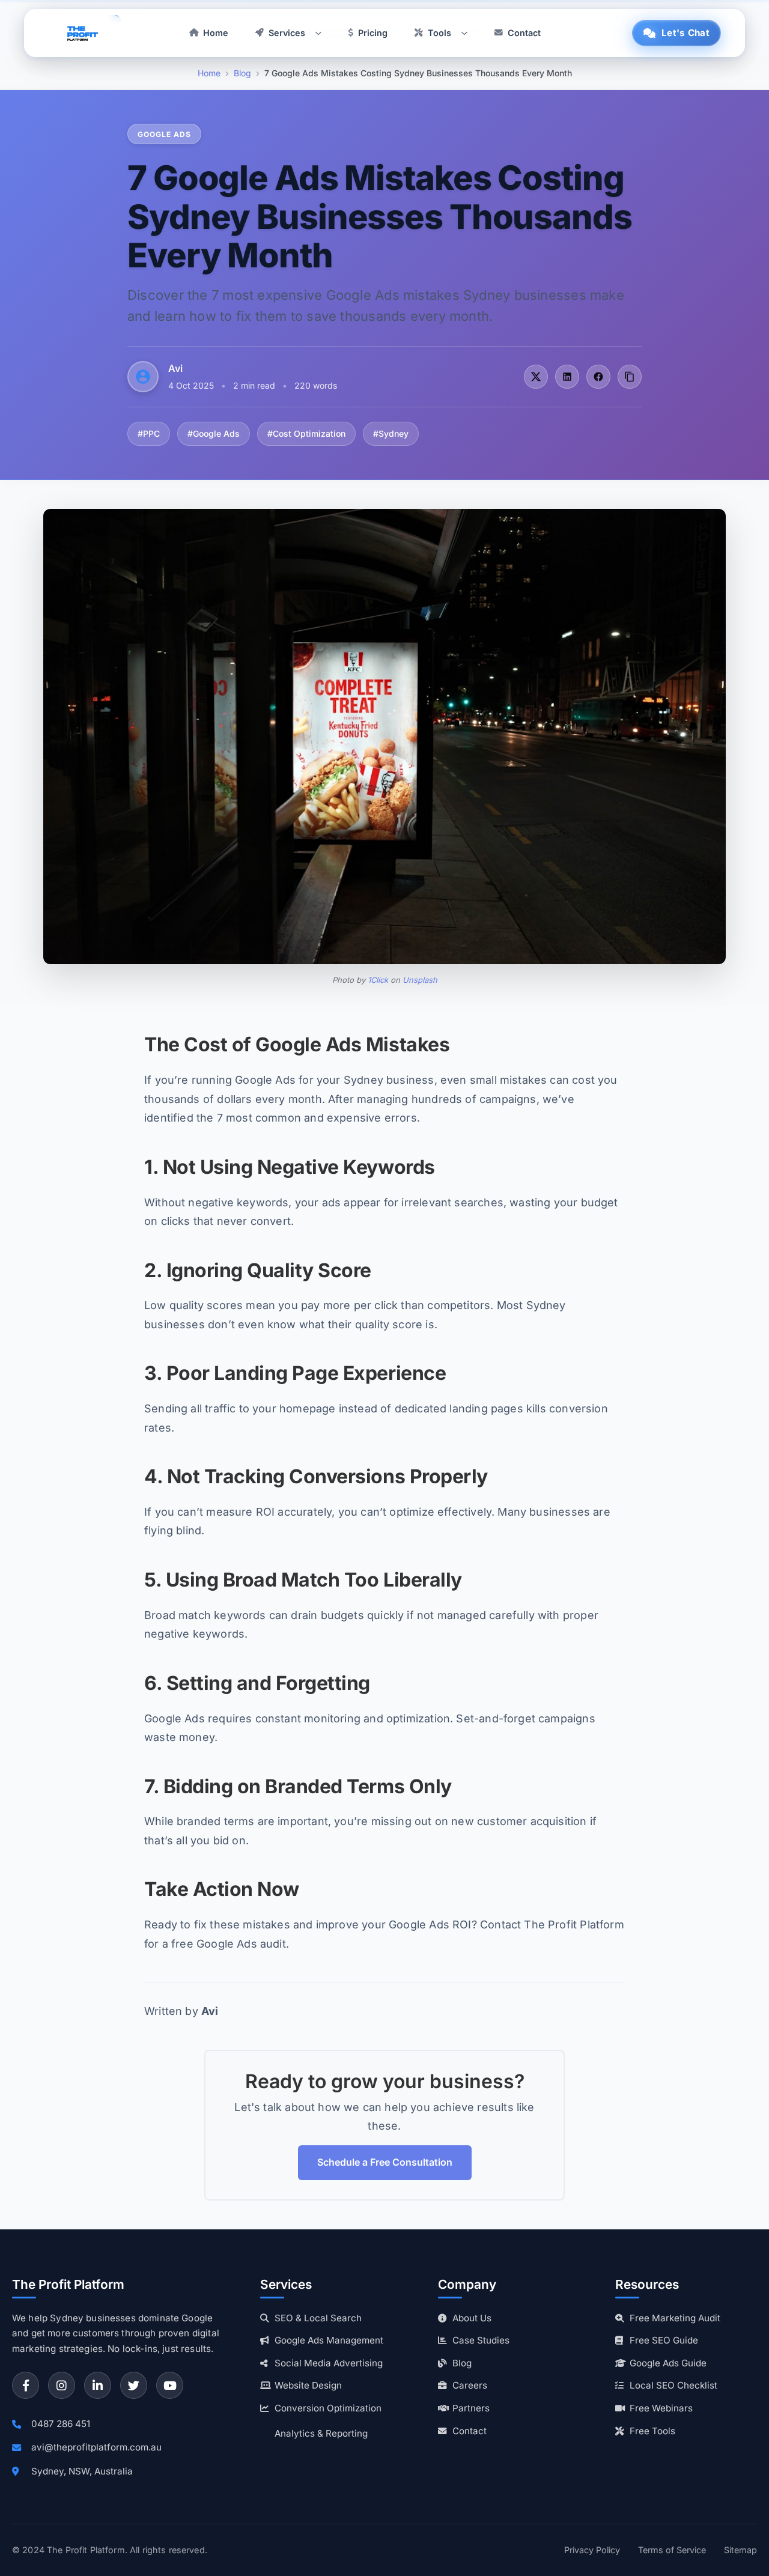 THE
PROFIT
PLATFORM
Home
Services
Pricing
Tools
Contact
Let's Chat
Home › Blog › 7 Google Ads Mistakes Costing Sydney Businesses Thousands Every Month
GOOGLE ADS
7 Google Ads Mistakes Costing
Sydney Businesses Thousands
Every Month
Discover the 7 most expensive Google Ads mistakes Sydney businesses make
and learn how to fix them to save thousands every month.
Avi
4 Oct 2025 • 2 min read • 220 words
#PPC
#Google Ads
#Cost Optimization
#Sydney
KFC
COMPLETE
TREAT
FEATURING
Kentucky Fried
DONUTS
KFC
Photo by 1Click on Unsplash
The Cost of Google Ads Mistakes
If you’re running Google Ads for your Sydney business, even small mistakes can cost you
thousands of dollars every month. After managing hundreds of campaigns, we’ve
identified the 7 most common and expensive errors.
1. Not Using Negative Keywords
Without negative keywords, your ads appear for irrelevant searches, wasting your budget
on clicks that never convert.
2. Ignoring Quality Score
Low quality scores mean you pay more per click than competitors. Most Sydney
businesses don’t even know what their quality score is.
3. Poor Landing Page Experience
Sending all traffic to your homepage instead of dedicated landing pages kills conversion
rates.
4. Not Tracking Conversions Properly
If you can’t measure ROI accurately, you can’t optimize effectively. Many businesses are
flying blind.
5. Using Broad Match Too Liberally
Broad match keywords can drain budgets quickly if not managed carefully with proper
negative keywords.
6. Setting and Forgetting
Google Ads requires constant monitoring and optimization. Set-and-forget campaigns
waste money.
7. Bidding on Branded Terms Only
While branded terms are important, you’re missing out on new customer acquisition if
that’s all you bid on.
Take Action Now
Ready to fix these mistakes and improve your Google Ads ROI? Contact The Profit Platform
for a free Google Ads audit.
Written by Avi
Ready to grow your business?
Let's talk about how we can help you achieve results like
these.
Schedule a Free Consultation
The Profit Platform
We help Sydney businesses dominate Google
and get more customers through proven digital
marketing strategies. No lock-ins, just results.
0487 286 451
avi@theprofitplatform.com.au
Sydney, NSW, Australia
Services
SEO & Local Search
Google Ads Management
Social Media Advertising
Website Design
Conversion Optimization
Analytics & Reporting
Company
About Us
Case Studies
Blog
Careers
Partners
Contact
Resources
Free Marketing Audit
Free SEO Guide
Google Ads Guide
Local SEO Checklist
Free Webinars
Free Tools
© 2024 The Profit Platform. All rights reserved.
Privacy Policy
Terms of Service
Sitemap